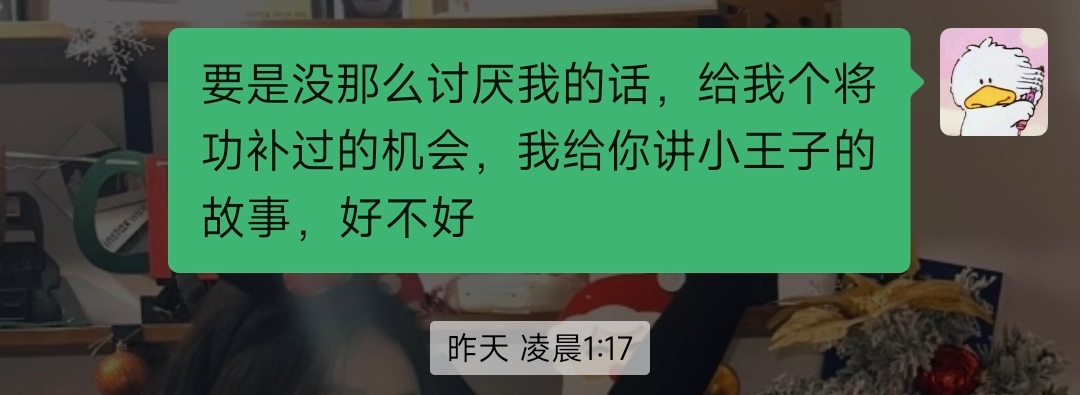 要是没那么讨厌我的话，给我个将
功补过的机会，我给你讲小王子的
故事，好不好
instax
昨天 凌晨1:17